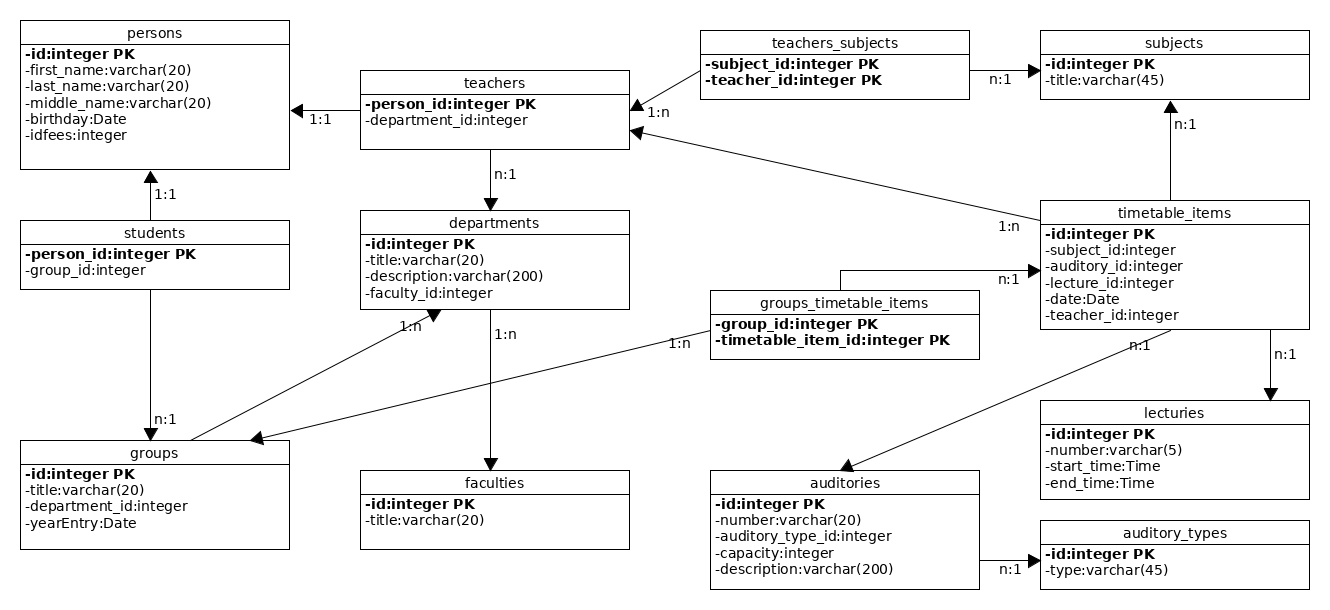 persons
-id:integer PK
-first_name:varchar(20)
-last_name:varchar(20)
-middle_name:varchar(20)
-birthday:Date
-idfees:integer
teachers
-person_id:integer PK
-department_id:integer
teachers_subjects
-subject_id:integer PK
-teacher_id:integer PK
subjects
-id:integer PK
-title:varchar(45)
1:1
1:n
n:1
n:1
1:1
n:1
students
-person_id:integer PK
-group_id:integer
departments
-id:integer PK
-title:varchar(20)
-description:varchar(200)
-faculty_id:integer
1:n
n:1
groups_timetable_items
-group_id:integer PK
-timetable_item_id:integer PK
timetable_items
-id:integer PK
-subject_id:integer
-auditory_id:integer
-lecture_id:integer
-date:Date
-teacher_id:integer
1:n
1:n
1:n
n:1
n:1
n:1
groups
-id:integer PK
-title:varchar(20)
-department_id:integer
-yearEntry:Date
faculties
-id:integer PK
-title:varchar(20)
auditories
-id:integer PK
-number:varchar(20)
-auditory_type_id:integer
-capacity:integer
-description:varchar(200)
n:1
lecturies
-id:integer PK
-number:varchar(5)
-start_time:Time
-end_time:Time
auditory_types
-id:integer PK
-type:varchar(45)